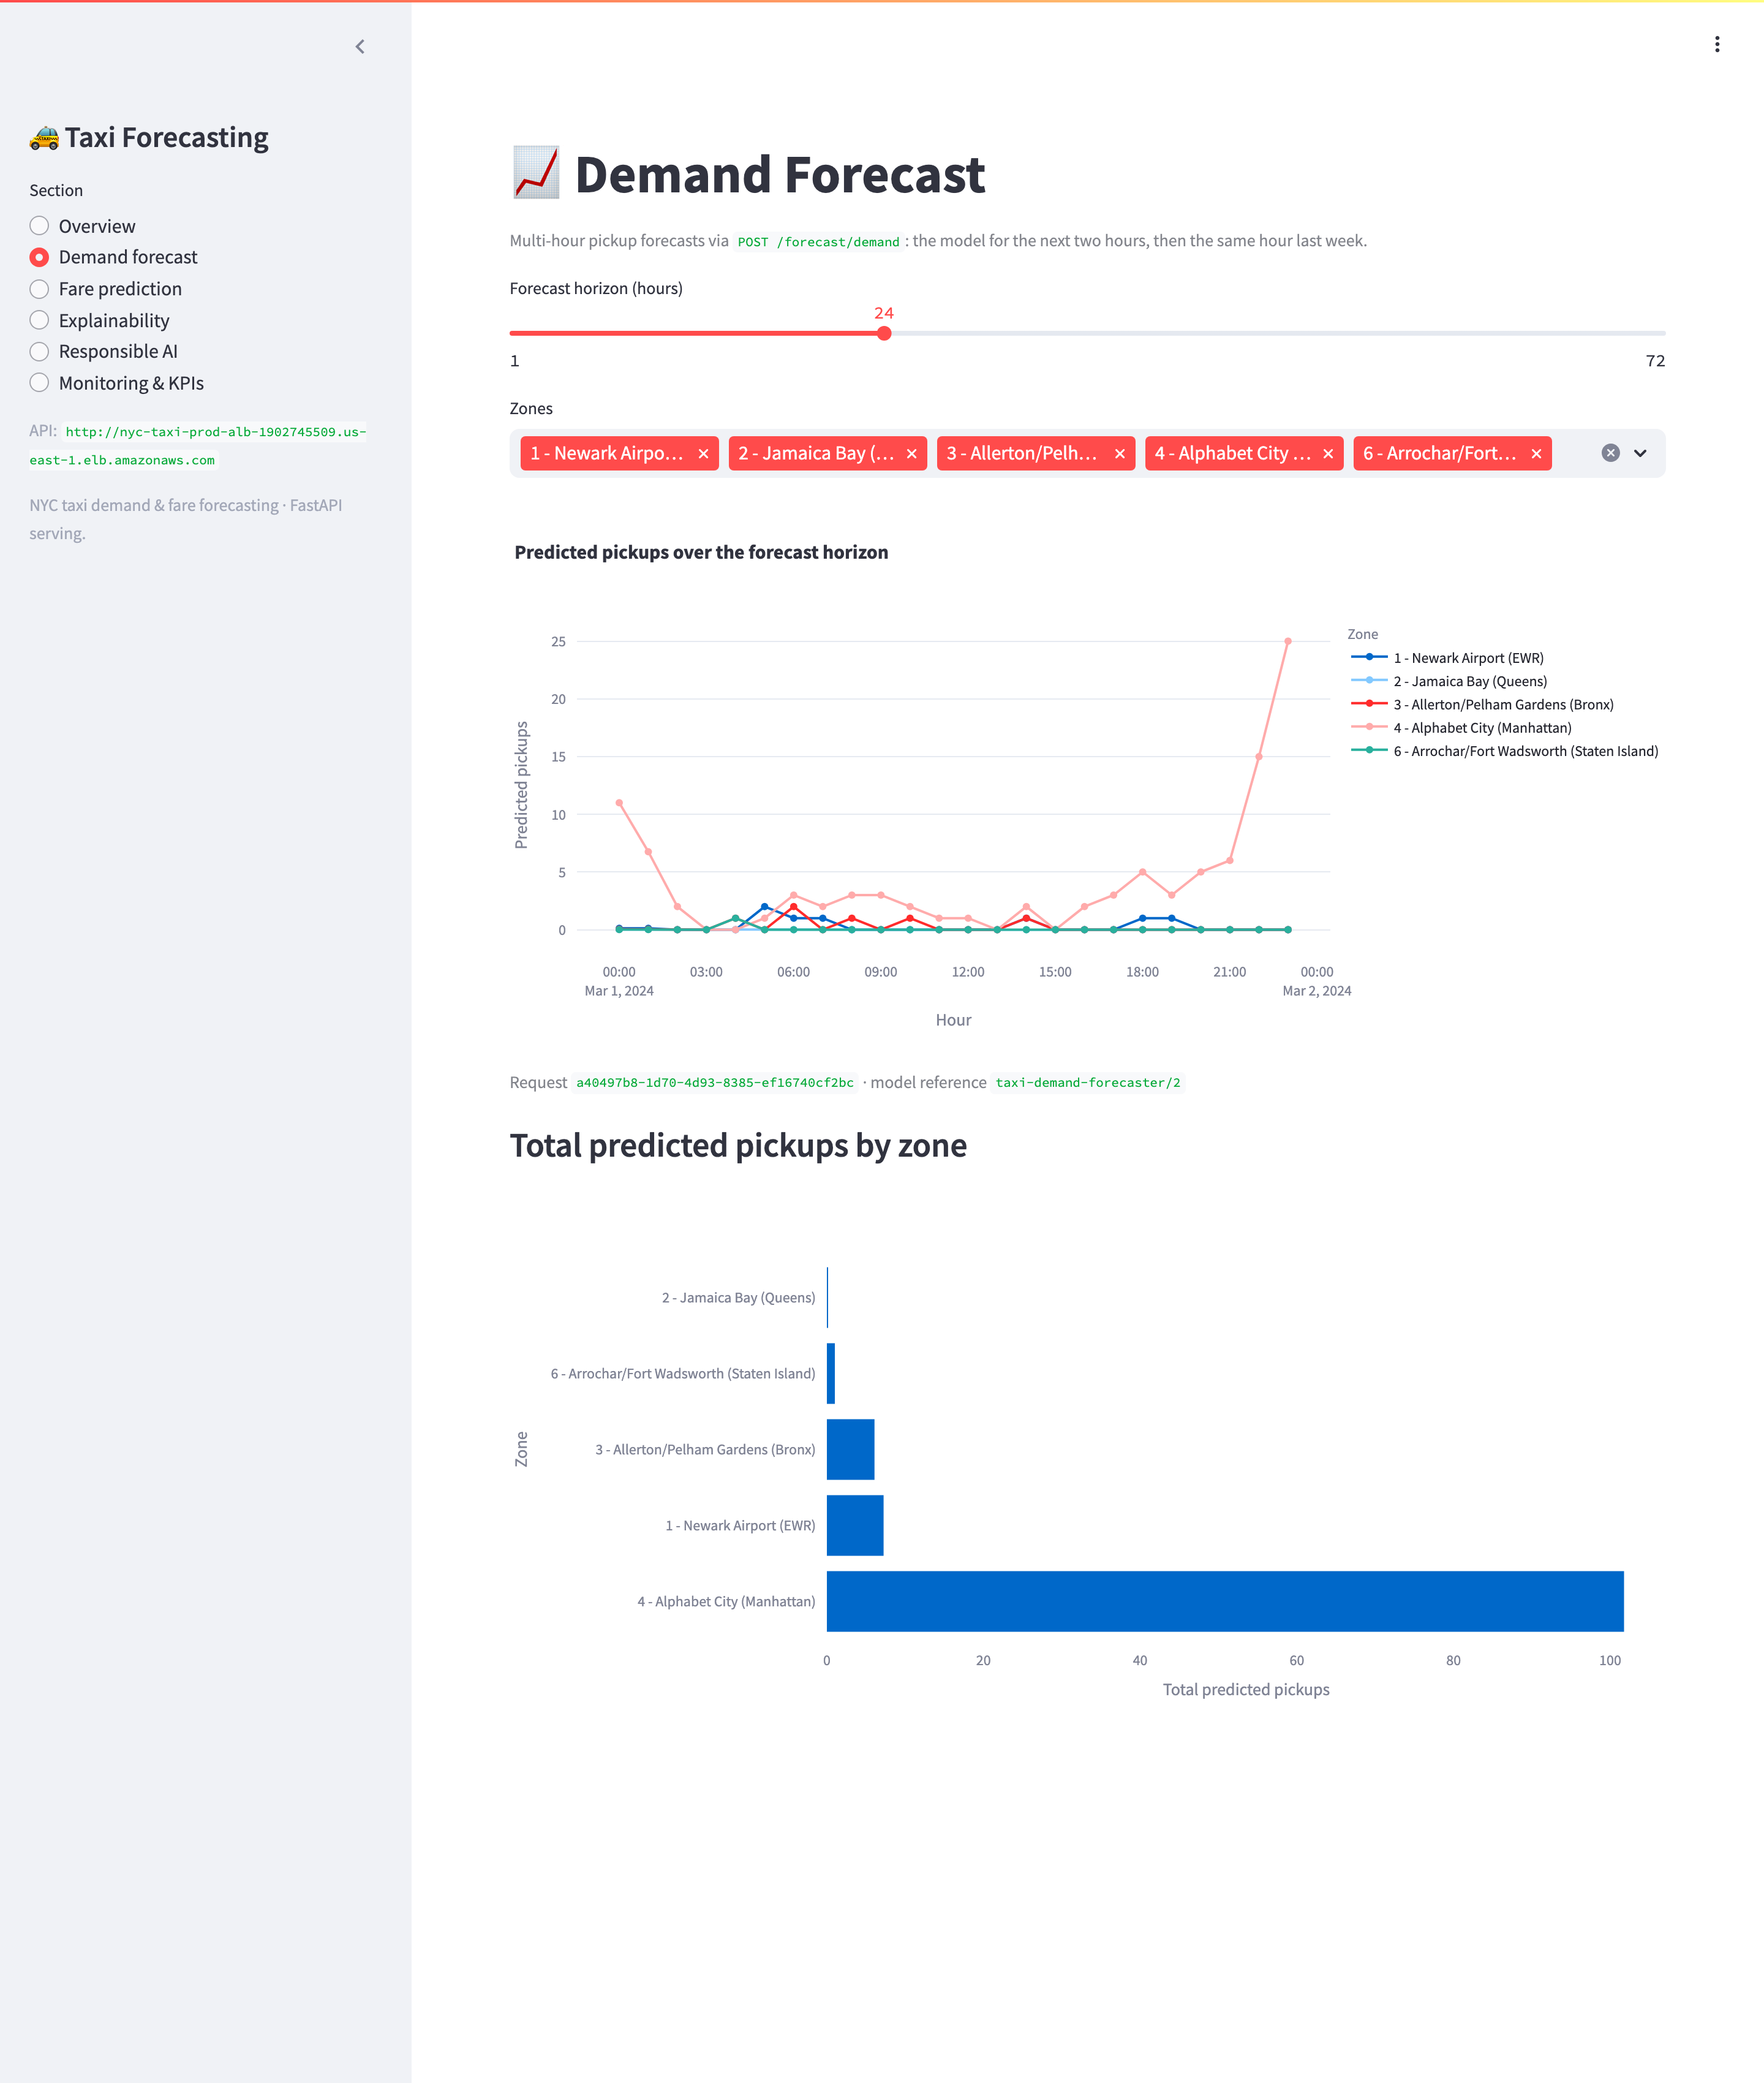 Taxi Forecasting
Section
Overview
Demand forecast
Fare prediction
Explainability
Responsible AI
Monitoring & KPIs
API: http://nyc-taxi-prod-alb-1902745509.us-
east-1.elb.amazonaws.com
NYC taxi demand & fare forecasting · FastAPI
serving.
Demand Forecast
Multi-hour pickup forecasts via POST /forecast/demand : the model for the next two hours, then the same hour last week.
Forecast horizon (hours)
24
1
72
Zones
1 - Newark Airpo…
2 - Jamaica Bay (…
3 - Allerton/Pelh…
4 - Alphabet City …
6 - Arrochar/Fort…
Predicted pickups over the forecast horizon
Predicted pickups
25
20
15
10
5
0
00:00
Mar 1, 2024
03:00
06:00
09:00
12:00
15:00
18:00
21:00
00:00
Mar 2, 2024
Hour
Zone
1 - Newark Airport (EWR)
2 - Jamaica Bay (Queens)
3 - Allerton/Pelham Gardens (Bronx)
4 - Alphabet City (Manhattan)
6 - Arrochar/Fort Wadsworth (Staten Island)
Request a40497b8-1d70-4d93-8385-ef16740cf2bc · model reference taxi-demand-forecaster/2
Total predicted pickups by zone
Zone
2 - Jamaica Bay (Queens)
6 - Arrochar/Fort Wadsworth (Staten Island)
3 - Allerton/Pelham Gardens (Bronx)
1 - Newark Airport (EWR)
4 - Alphabet City (Manhattan)
0
20
40
60
80
100
Total predicted pickups